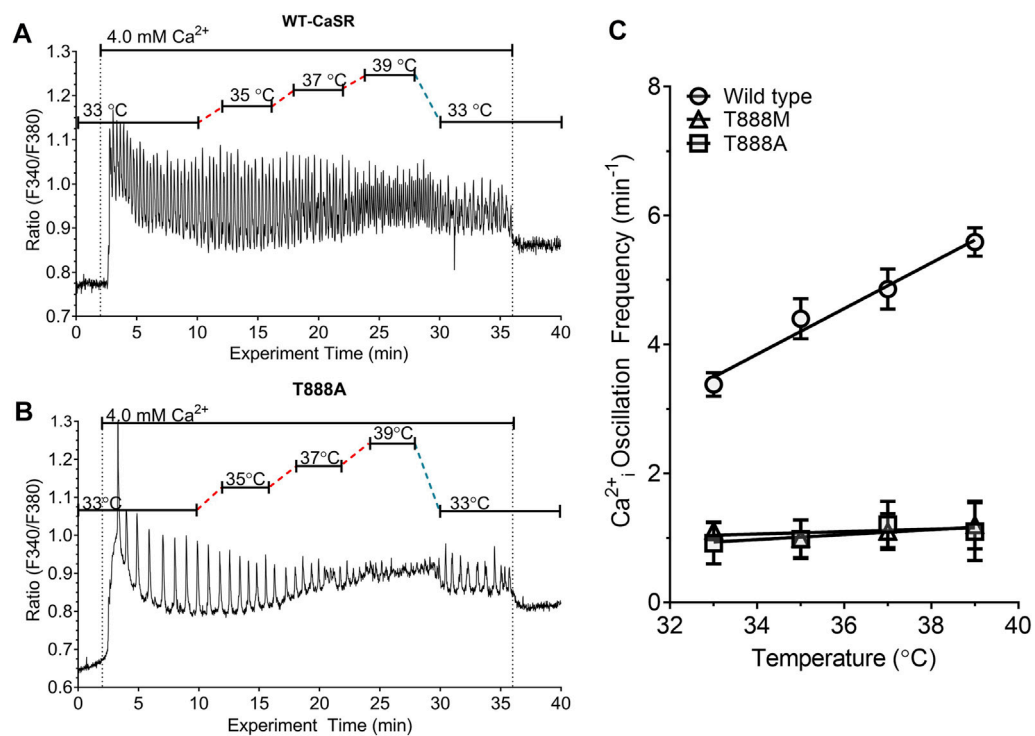 A
WT-CaSR
4.0 mM Ca²⁺
1.3
1.2
1.1
1.0
0.9
0.8
0.7
Ratio (F340/F380)
33 °C
35 °C
37 °C
39 °C
33 °C
0 5 10 15 20 25 30 35 40
Experiment Time (min)
B
T888A
4.0 mM Ca²⁺
1.3
1.2
1.1
1.0
0.9
0.8
0.7
0.6
Ratio (F340/F380)
33°C
35°C
37°C
39°C
33°C
0 5 10 15 20 25 30 35 40
Experiment Time (min)
C
Wild type
T888M
T888A
8
6
4
2
0
Ca²⁺ᵢ Oscillation Frequency (min⁻¹)
32 34 36 38 40
Temperature (°C)